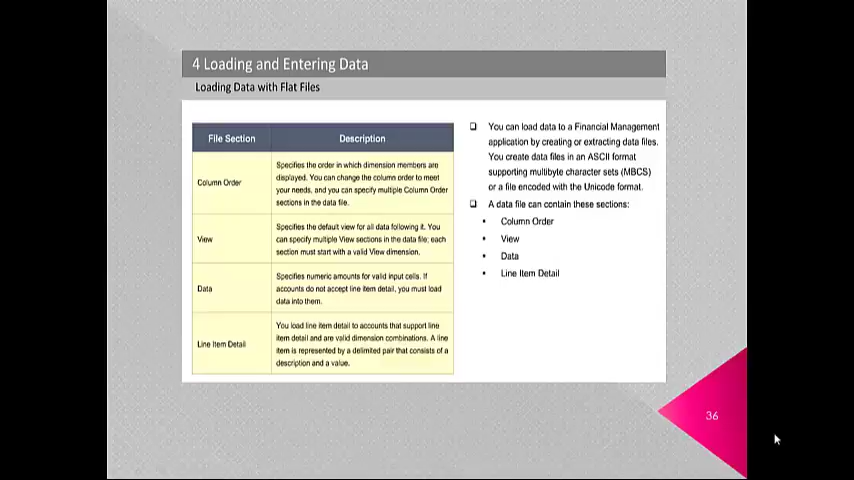 4 Loading and Entering Data
Loading Data with Flat Files
File Section
Description
Column Order
Specifies the order in which dimension members are
displayed. You can change the column order to meet
your needs, and you can specify multiple Column Order
sections in the data file.
View
Specifies the default view for all data following it. You
can specify multiple View sections in the data file; each
section must start with a valid View dimension.
Data
Specifies numeric amounts for valid input cells. If
accounts do not accept line item detail, you must load
data into them.
Line Item Detail
You load line item detail to accounts that support line
item detail and are valid dimension combinations. A line
item is represented by a delimited pair that consists of a
description and a value.
You can load data to a Financial Management
application by creating or extracting data files.
You create data files in an ASCII format
supporting multibyte character sets (MBCS)
or a file encoded with the Unicode format.
A data file can contain these sections:
• Column Order
• View
• Data
• Line Item Detail
36